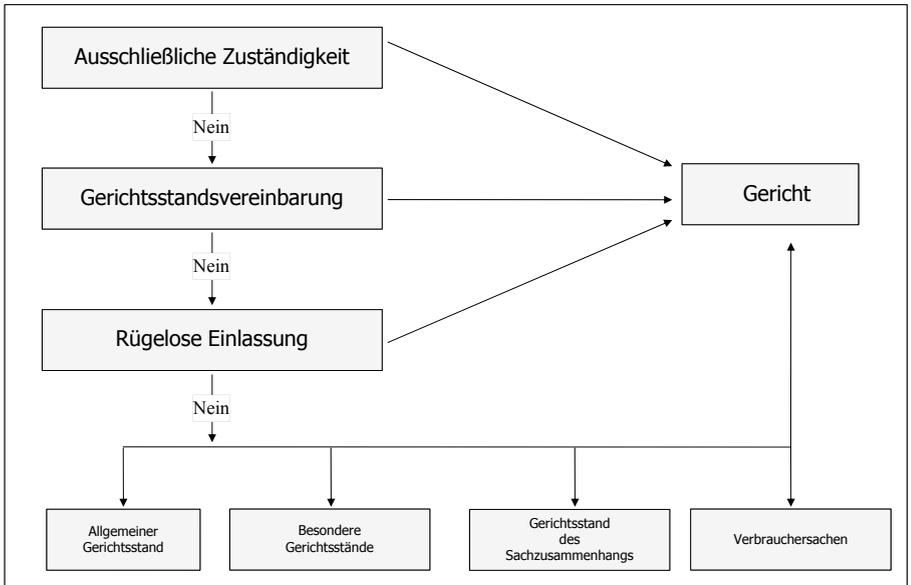 Ausschließliche Zuständigkeit
Nein
Gerichtsstandsvereinbarung
Gericht
Nein
Rügelose Einlassung
Nein
Allgemeiner
Gerichtsstand
Besondere
Gerichtsstände
Gerichtsstand
des
Sachzusammenhangs
Verbrauchersachen